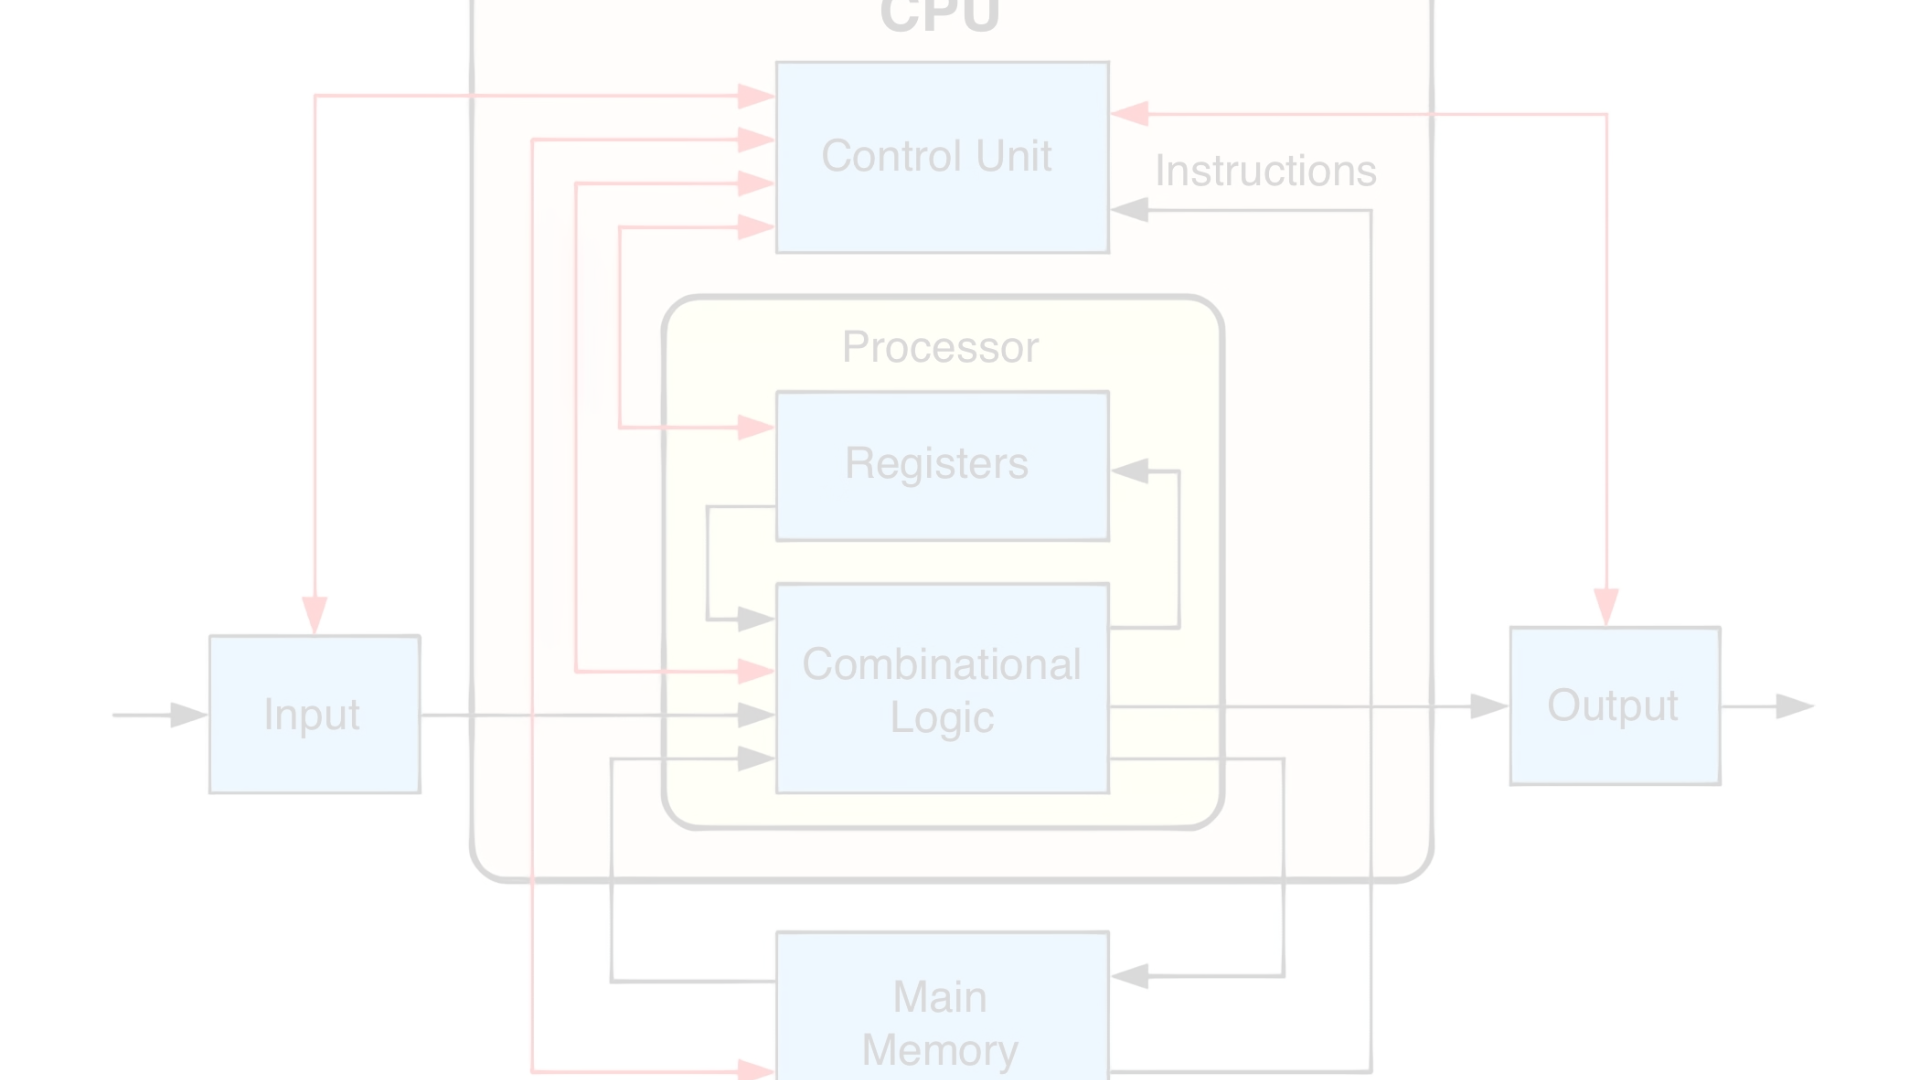 CPU
Control Unit
Instructions
Processor
Registers
Combinational
Logic
Input
Output
Main
Memory